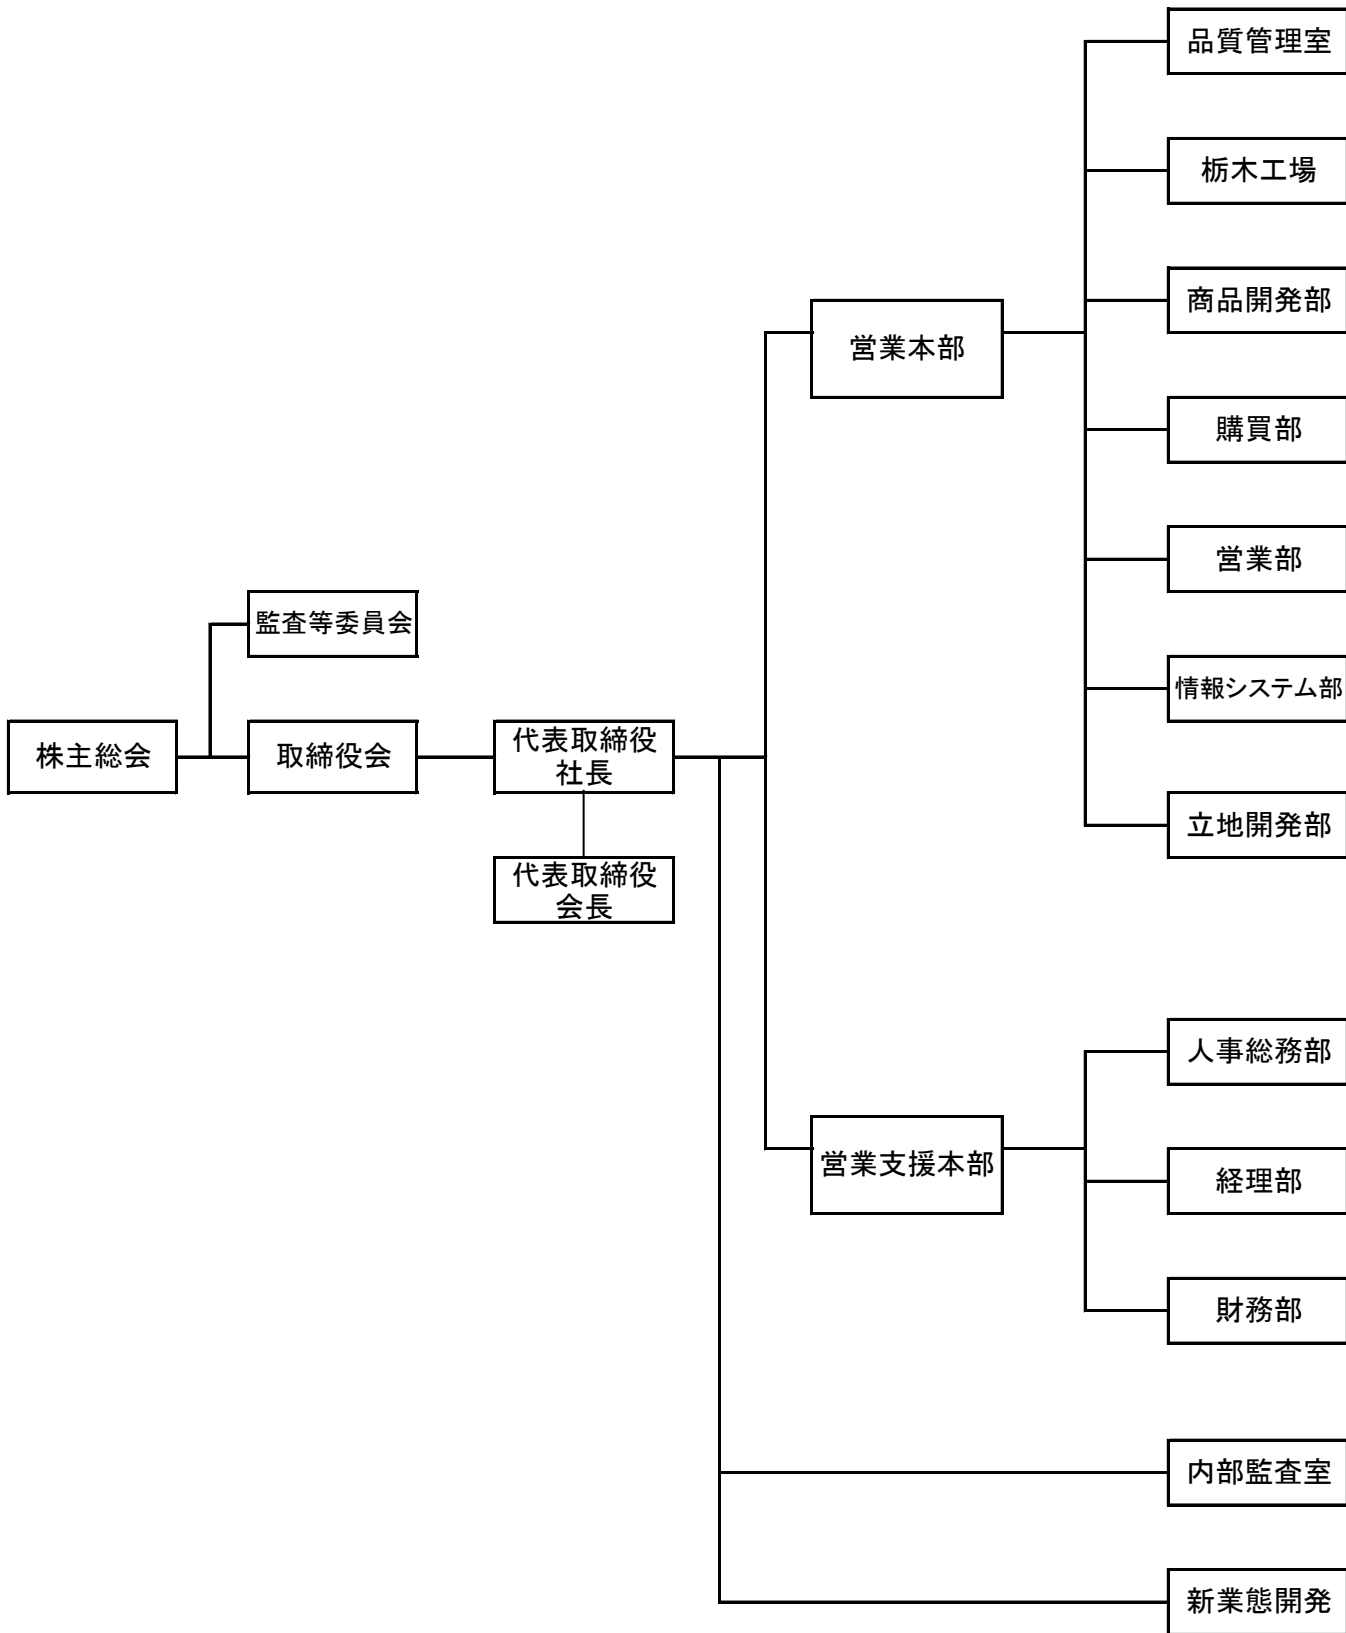 品質管理室
栃木工場
商品開発部
営業本部
購買部
営業部
監査等委員会
情報システム部
株主総会
取締役会
代表取締役
社長
立地開発部
代表取締役
会長
人事総務部
営業支援本部
経理部
財務部
内部監査室
新業態開発